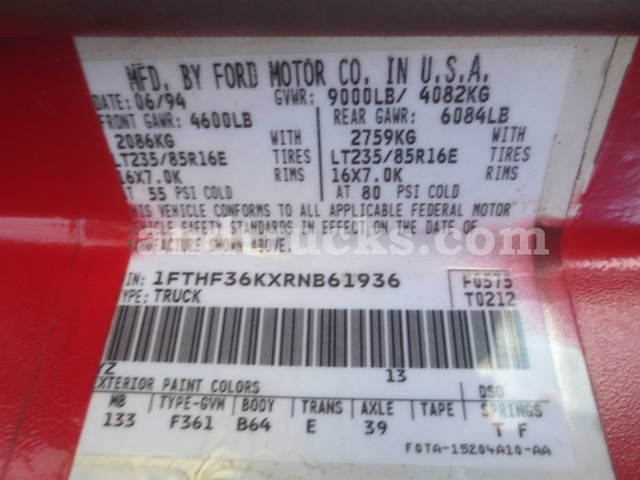 MFD. BY FORD MOTOR CO. IN U.S.A.
DATE: 06/94 GVWR: 9000LB/ 4082KG
FRONT GAWR: 4600LB REAR GAWR: 6084LB
2086KG WITH 2759KG WITH
LT235/85R16E TIRES LT235/85R16E TIRES
16X7.0K RIMS 16X7.0K RIMS
AT 55 PSI COLD AT 80 PSI COLD
THIS VEHICLE CONFORMS TO ALL APPLICABLE FEDERAL MOTOR
VEHICLE SAFETY STANDARDS IN EFFECT ON THE DATE OF
MANUFACTURE SHOWN ABOVE.
trucks.com
VIN: 1FTHF36KXRNB61936 F0575
TYPE: TRUCK T0212
YZ 13
EXTERIOR PAINT COLORS DSO
WB TYPE-GVW BODY TRANS AXLE TAPE SPRINGS
133 F361 B64 E 39 T F
F0TA-15204A10-AA